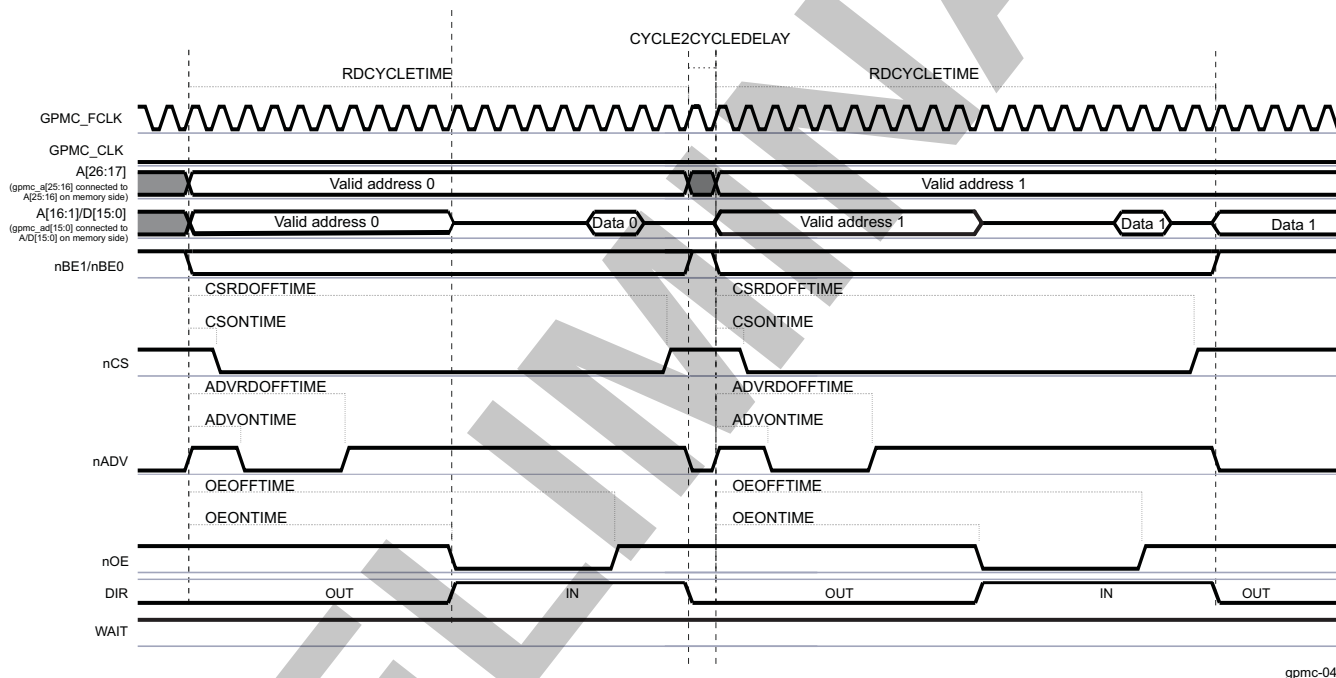 CYCLE2CYCLEDELAY
RDCYCLETIME RDCYCLETIME
GPMC_FCLK
GPMC_CLK
A[26:17]
(gpmc_a[25:16] connected to
A[25:16] on memory side)
Valid address 0 Valid address 1
A[16:1]/D[15:0]
(gpmc_ad[15:0] connected to
A/D[15:0] on memory side)
Valid address 0 Data 0 Valid address 1 Data 1 Data 1
nBE1/nBE0
CSRDOFFTIME CSRDOFFTIME
CSONTIME CSONTIME
nCS
ADVRDOFFTIME ADVRDOFFTIME
ADVONTIME ADVONTIME
nADV
OEOFFTIME OEOFFTIME
OEONTIME OEONTIME
nOE
DIR OUT IN OUT IN OUT
WAIT
gpmc-04